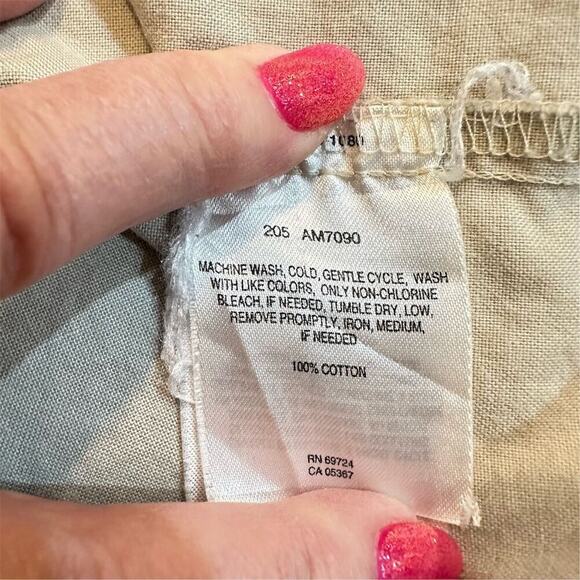 1080
205 AM7090
MACHINE WASH, COLD, GENTLE CYCLE, WASH
WITH LIKE COLORS, ONLY NON-CHLORINE
BLEACH, IF NEEDED, TUMBLE DRY, LOW,
REMOVE PROMPTLY, IRON, MEDIUM,
IF NEEDED
100% COTTON
RN 69724
CA 05367